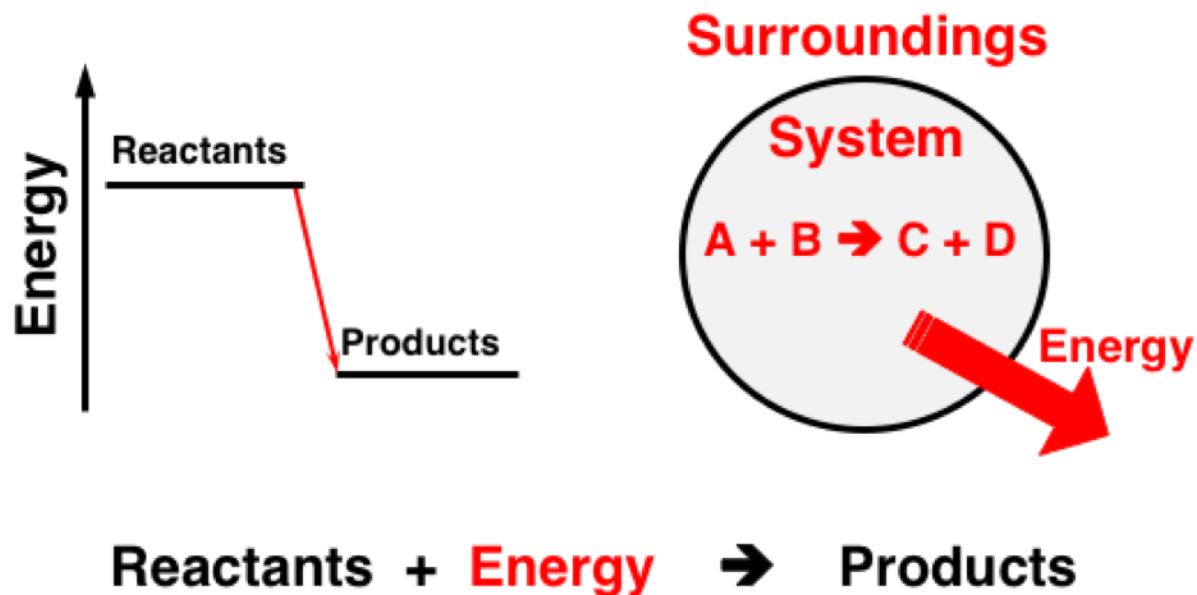 Surroundings
System
A + B ➔ C + D
Energy
Energy
Reactants
Products
Reactants + Energy ➔ Products